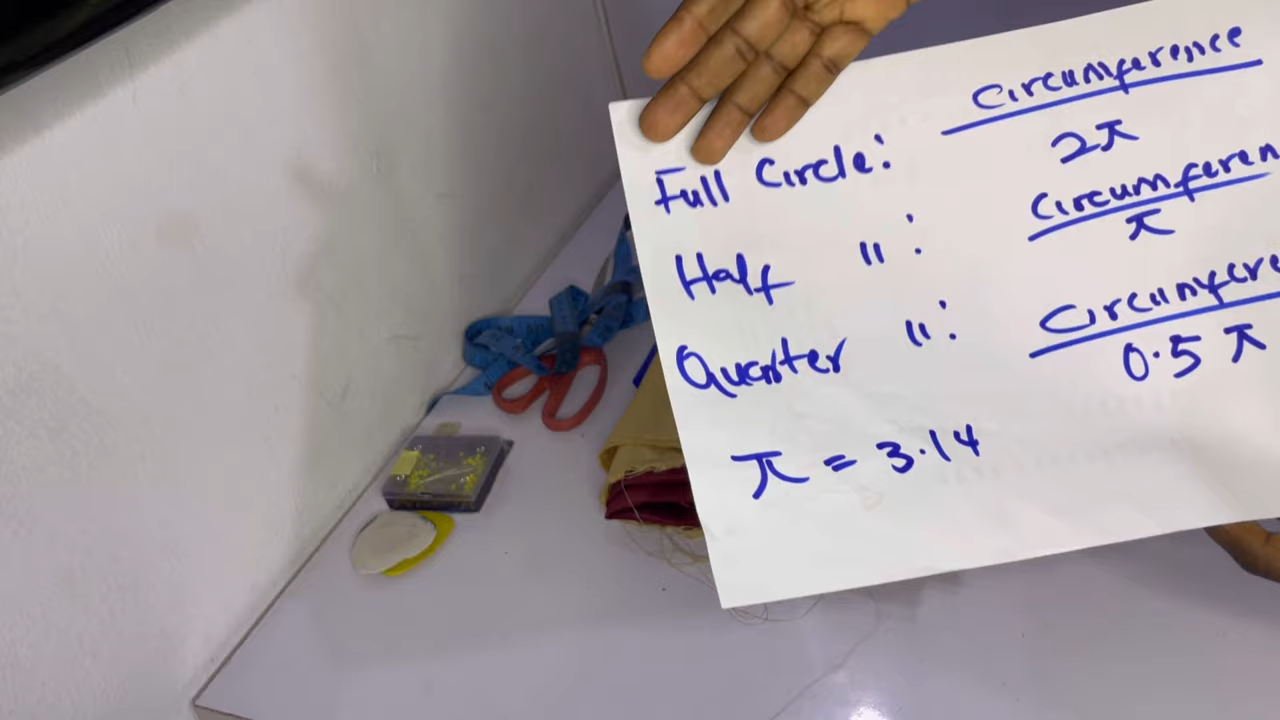 Full Circle: Circumference
2π
Half " : Circumferen
π
Quarter " : Circumfere
0.5 π
π = 3.14